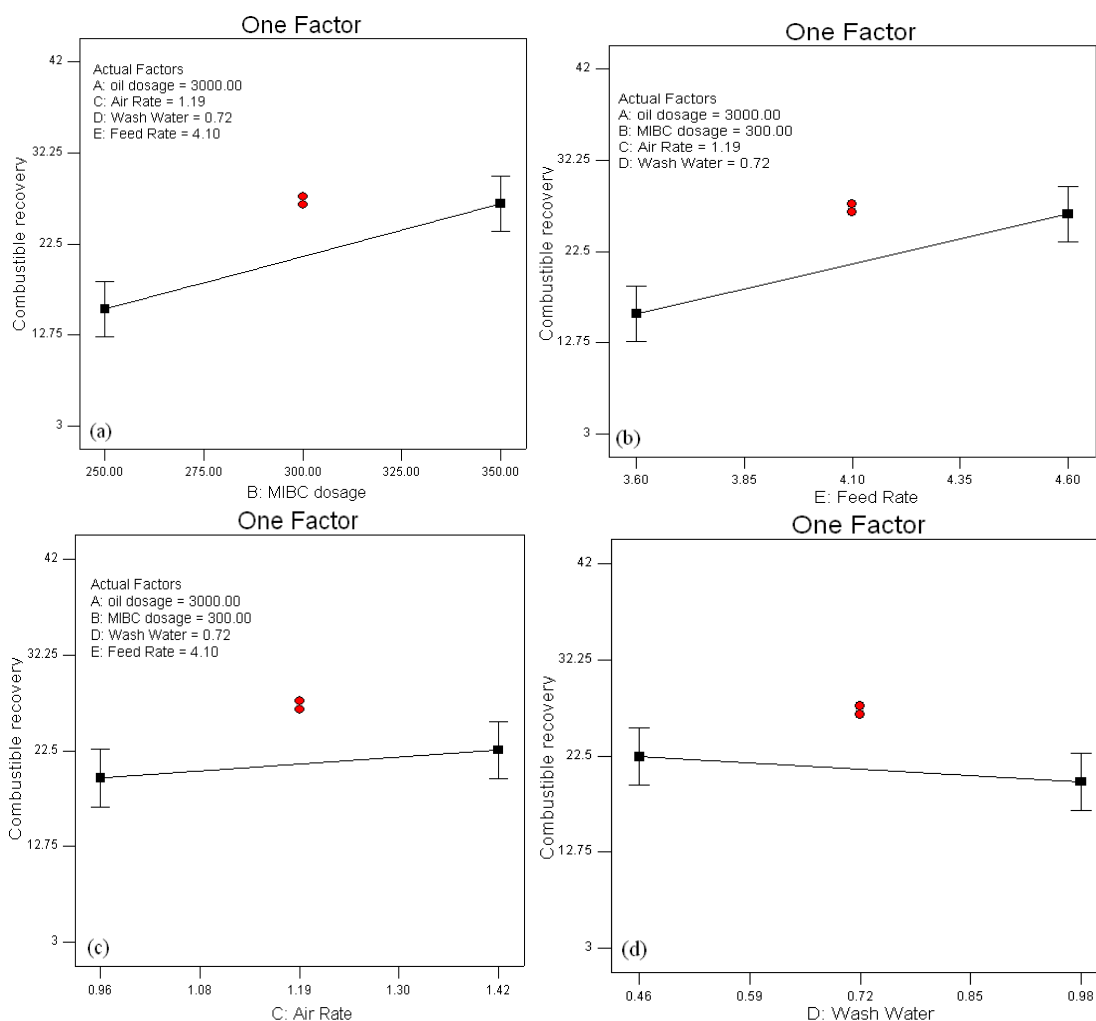 One Factor
42
32.25
22.5
12.75
3
Combustible recovery
Actual Factors
A: oil dosage = 3000.00
C: Air Rate = 1.19
D: Wash Water = 0.72
E: Feed Rate = 4.10
(a)
250.00 275.00 300.00 325.00 350.00
B: MIBC dosage
One Factor
42
32.25
22.5
12.75
3
Combustible recovery
Actual Factors
A: oil dosage = 3000.00
B: MIBC dosage = 300.00
C: Air Rate = 1.19
D: Wash Water = 0.72
(b)
3.60 3.85 4.10 4.35 4.60
E: Feed Rate
One Factor
42
32.25
22.5
12.75
3
Combustible recovery
Actual Factors
A: oil dosage = 3000.00
B: MIBC dosage = 300.00
D: Wash Water = 0.72
E: Feed Rate = 4.10
(c)
0.96 1.08 1.19 1.30 1.42
C: Air Rate
One Factor
42
32.25
22.5
12.75
3
Combustible recovery
(d)
0.46 0.59 0.72 0.85 0.98
D: Wash Water